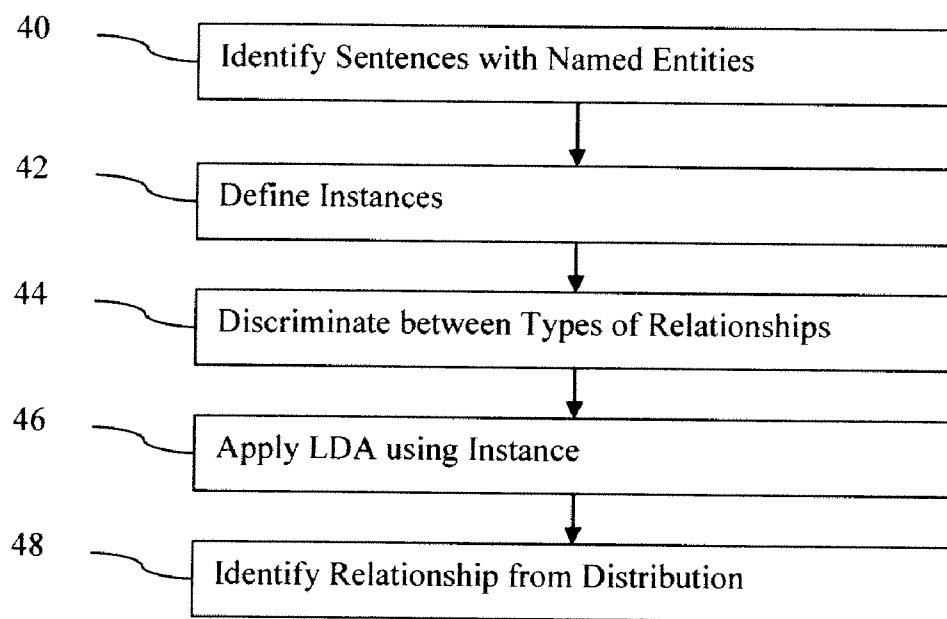 40
Identify Sentences with Named Entities
42
Define Instances
44
Discriminate between Types of Relationships
46
Apply LDA using Instance
48
Identify Relationship from Distribution